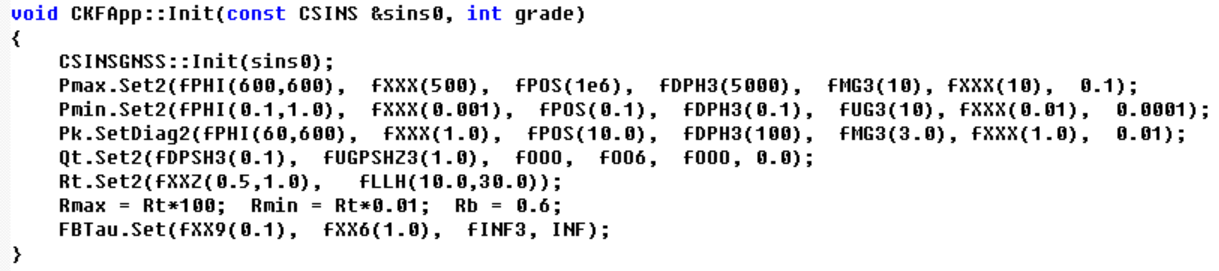 void CKFApp::Init(const CSINS &sins0, int grade)
{
    CSINSGNSS::Init(sins0);
    Pmax.Set2(fPHI(600,600),  fXXX(500),  fPOS(1e6),  fDPH3(5000),  fMG3(10), fXXX(10),  0.1);
    Pmin.Set2(fPHI(0.1,1.0),  fXXX(0.001),  fPOS(0.1),  fDPH3(0.1),  fUG3(10), fXXX(0.01),  0.0001);
    Pk.SetDiag2(fPHI(60,600),  fXXX(1.0),  fPOS(10.0),  fDPH3(100),  fMG3(3.0), fXXX(1.0),  0.01);
    Qt.Set2(fDPSH3(0.1),  fUGPSHZ3(1.0),  fOOO,  fOO6,  fOOO, 0.0);
    Rt.Set2(fXXZ(0.5,1.0),   fLLH(10.0,30.0));
    Rmax = Rt*100;  Rmin = Rt*0.01;  Rb = 0.6;
    FBTau.Set(fXX9(0.1),  fXX6(1.0),  fINF3, INF);
}